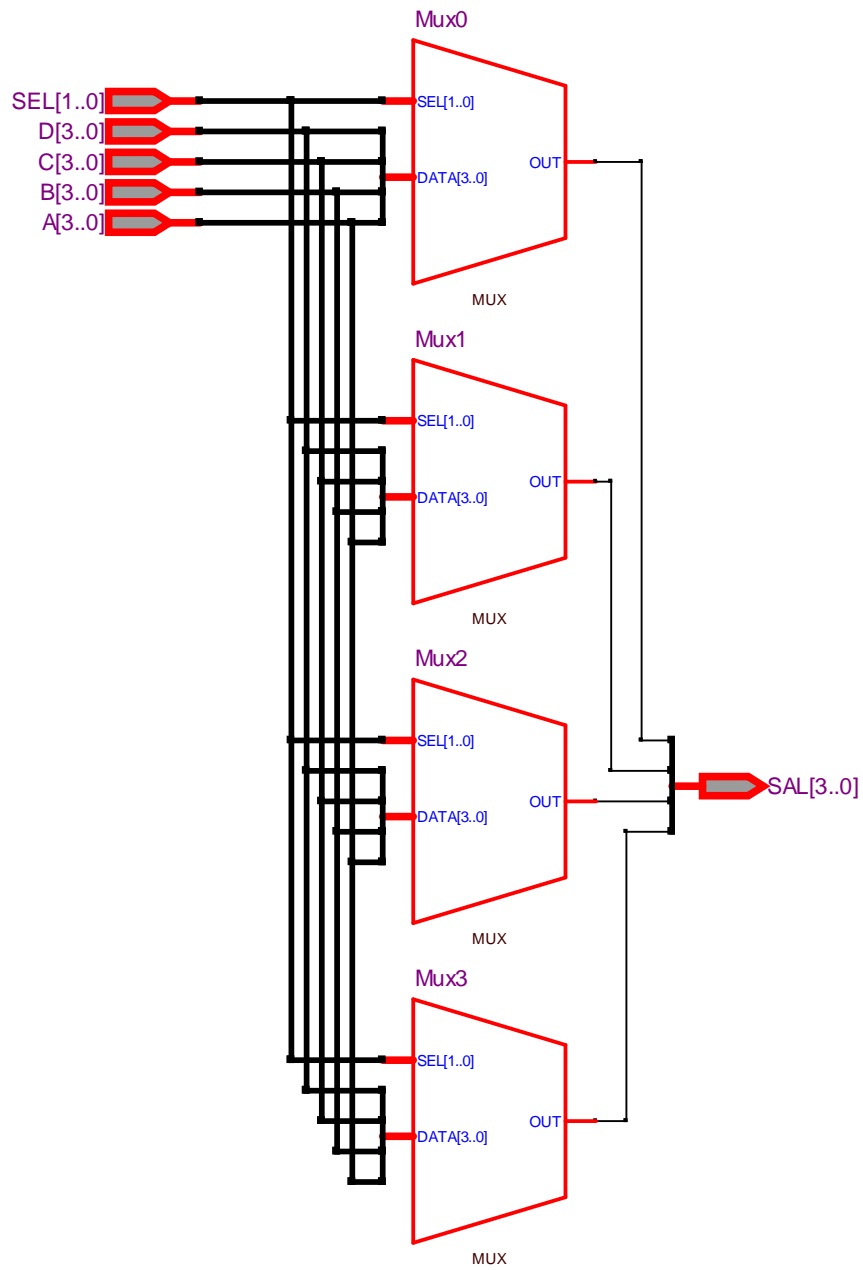 Mux0
SEL[1..0]
D[3..0]
C[3..0]
B[3..0]
A[3..0]
SEL[1..0]
DATA[3..0]
OUT
MUX
Mux1
SEL[1..0]
DATA[3..0]
OUT
MUX
Mux2
SEL[1..0]
DATA[3..0]
OUT
MUX
SAL[3..0]
Mux3
SEL[1..0]
DATA[3..0]
OUT
MUX